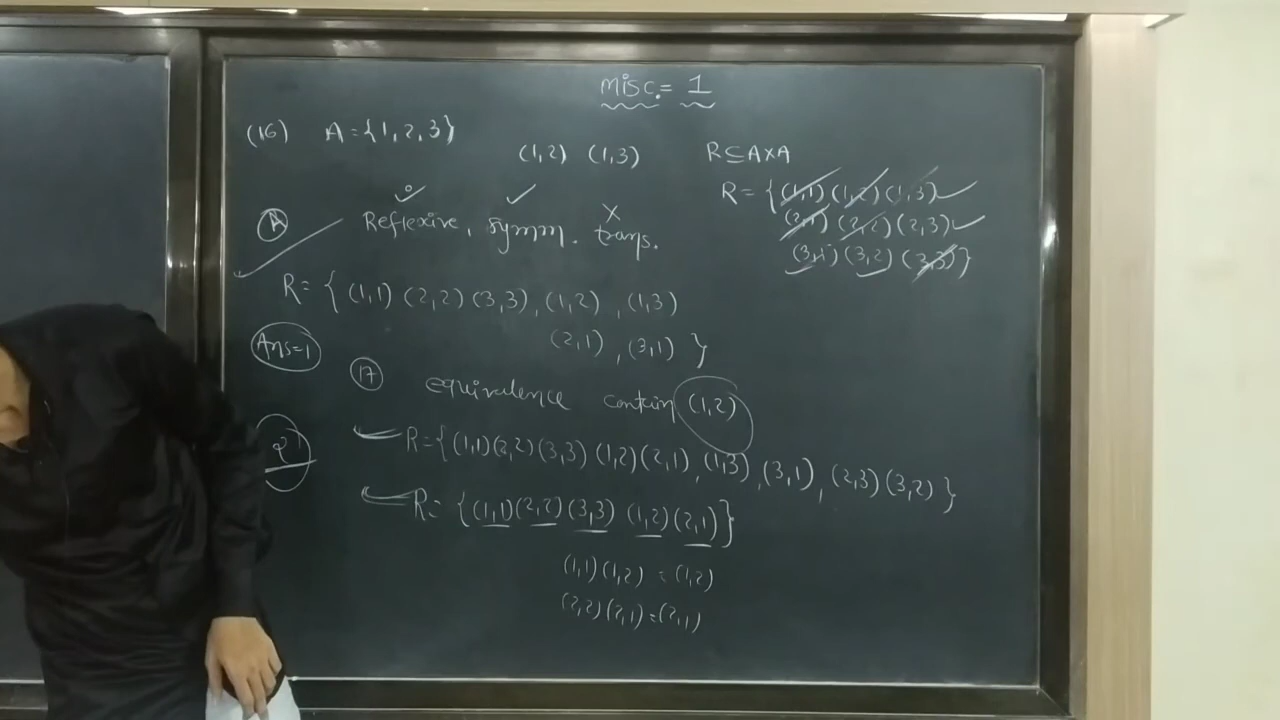 misc. = 1
(16) A = {1, 2, 3}
(1,2) (1,3)
R ⊆ A×A
R = {(1,1) (1,2) (1,3)
(2,1) (2,2) (2,3)
(3,1) (3,2) (3,3)}
(A) Reflexive, symm. trans.
R = { (1,1) (2,2) (3,3), (1,2) , (1,3)
(2,1) , (3,1) }
Ans=1
(17) equivalence contain (1,2)
R={(1,1)(2,2)(3,3) (1,2)(2,1) , (1,3) , (3,1) , (2,3)(3,2) }
R = {(1,1)(2,2)(3,3) (1,2)(2,1)}
(1,1)(1,2) = (1,2)
(2,2)(2,1)=(2,1)